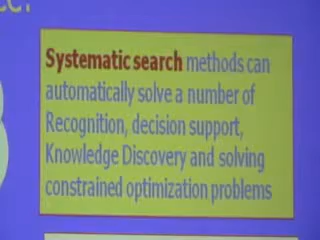 Systematic search methods can
automatically solve a number of
Recognition, decision support,
Knowledge Discovery and solving
constrained optimization problems